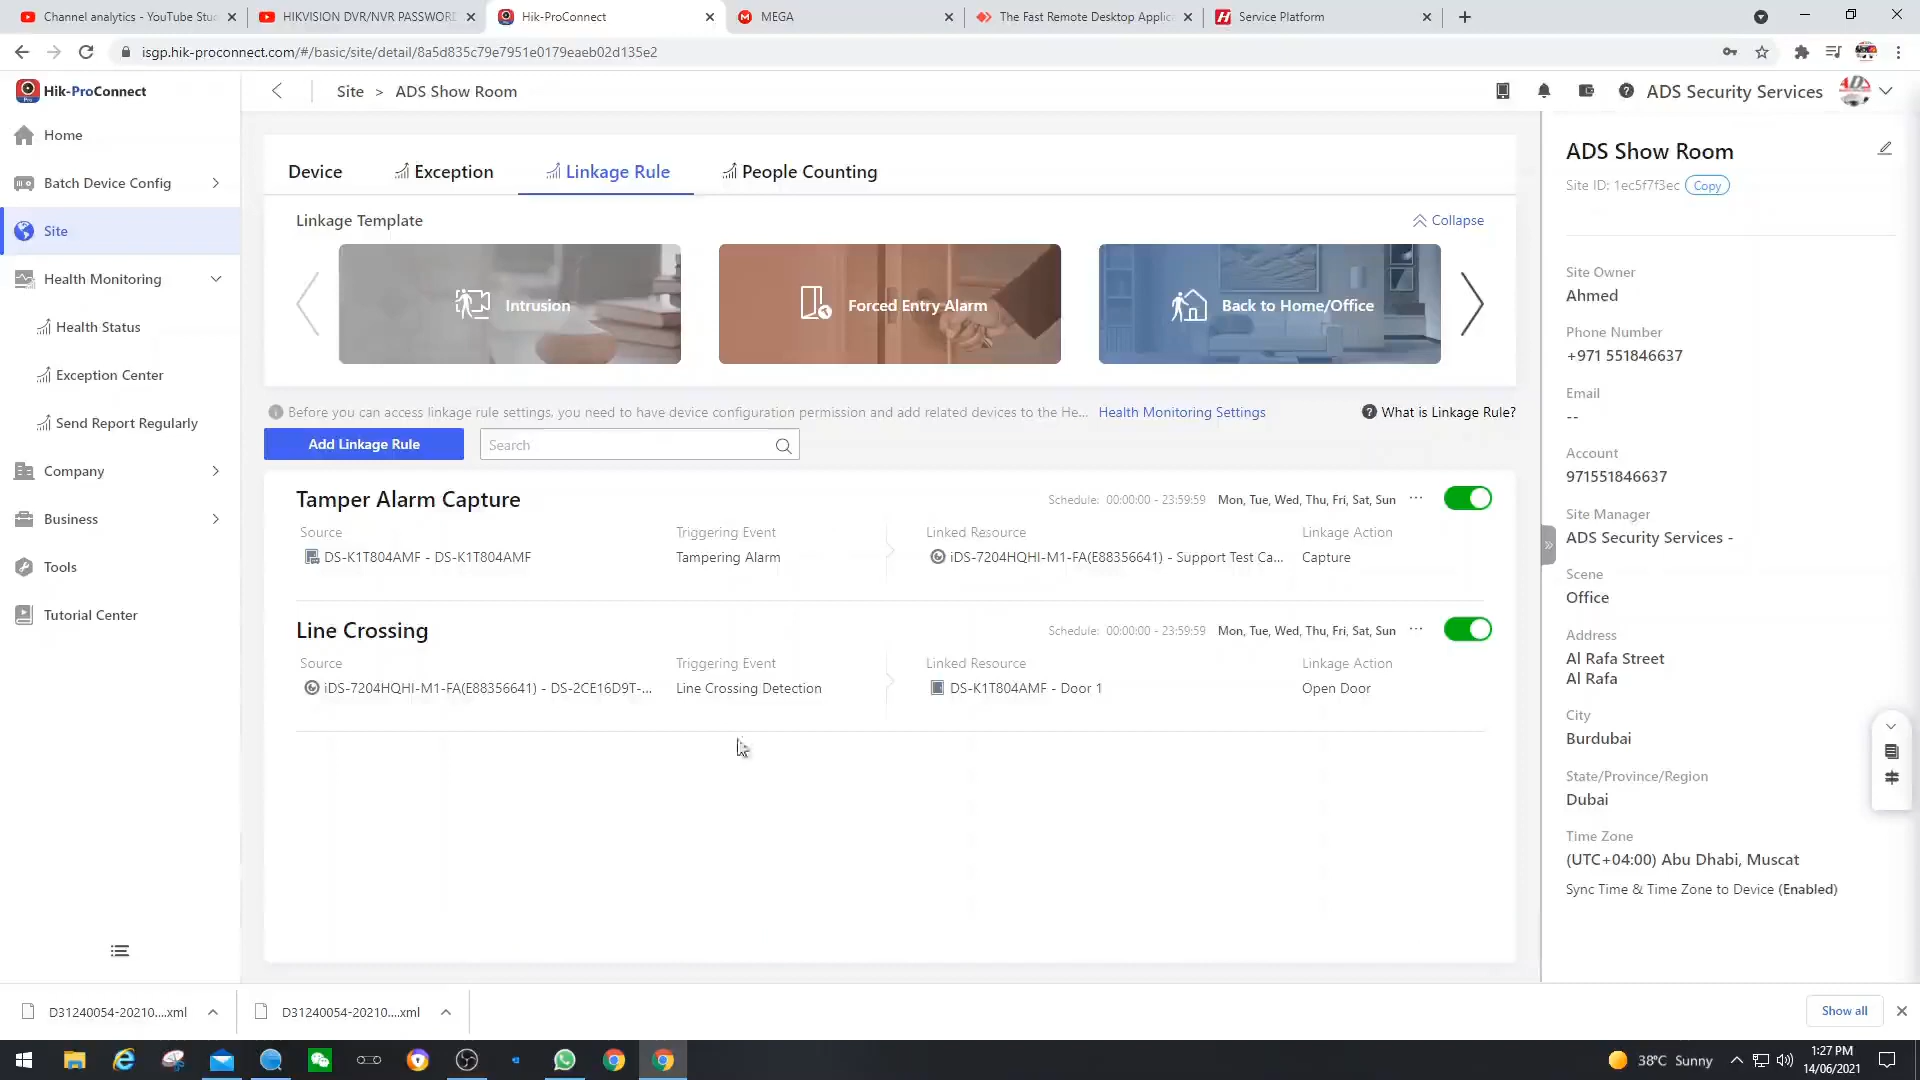 Channel analytics - YouTube Stu
HIKVISION DVR/NVR PASSWORD
Hik-ProConnect
MEGA
The Fast Remote Desktop Applic
Service Platform
isgp.hik-proconnect.com/#/basic/site/detail/8a5d835c79e7951e0179eaeb02d135e2
Hik-ProConnect
Site > ADS Show Room
ADS Security Services
Home
Batch Device Config
Site
Health Monitoring
Health Status
Exception Center
Send Report Regularly
Company
Business
Tools
Tutorial Center
Device
Exception
Linkage Rule
People Counting
Linkage Template
Collapse
Intrusion
Forced Entry Alarm
Back to Home/Office
Before you can access linkage rule settings, you need to have device configuration permission and add related devices to the He...
Health Monitoring Settings
What is Linkage Rule?
Add Linkage Rule
Search
Tamper Alarm Capture
Schedule: 00:00:00 - 23:59:59 Mon, Tue, Wed, Thu, Fri, Sat, Sun ...
Source
Triggering Event
Linked Resource
Linkage Action
DS-K1T804AMF - DS-K1T804AMF
Tampering Alarm
iDS-7204HQHI-M1-FA(E88356641) - Support Test Ca...
Capture
Line Crossing
Schedule: 00:00:00 - 23:59:59 Mon, Tue, Wed, Thu, Fri, Sat, Sun ...
Source
Triggering Event
Linked Resource
Linkage Action
iDS-7204HQHI-M1-FA(E88356641) - DS-2CE16D9T-...
Line Crossing Detection
DS-K1T804AMF - Door 1
Open Door
ADS Show Room
Site ID: 1ec5f7f3ec
Copy
Site Owner
Ahmed
Phone Number
+971 551846637
Email
--
Account
971551846637
Site Manager
ADS Security Services -
Scene
Office
Address
Al Rafa Street
Al Rafa
City
Burdubai
State/Province/Region
Dubai
Time Zone
(UTC+04:00) Abu Dhabi, Muscat
Sync Time & Time Zone to Device (Enabled)
D31240054-20210....xml
D31240054-20210....xml
Show all
38°C Sunny
1:27 PM
14/06/2021